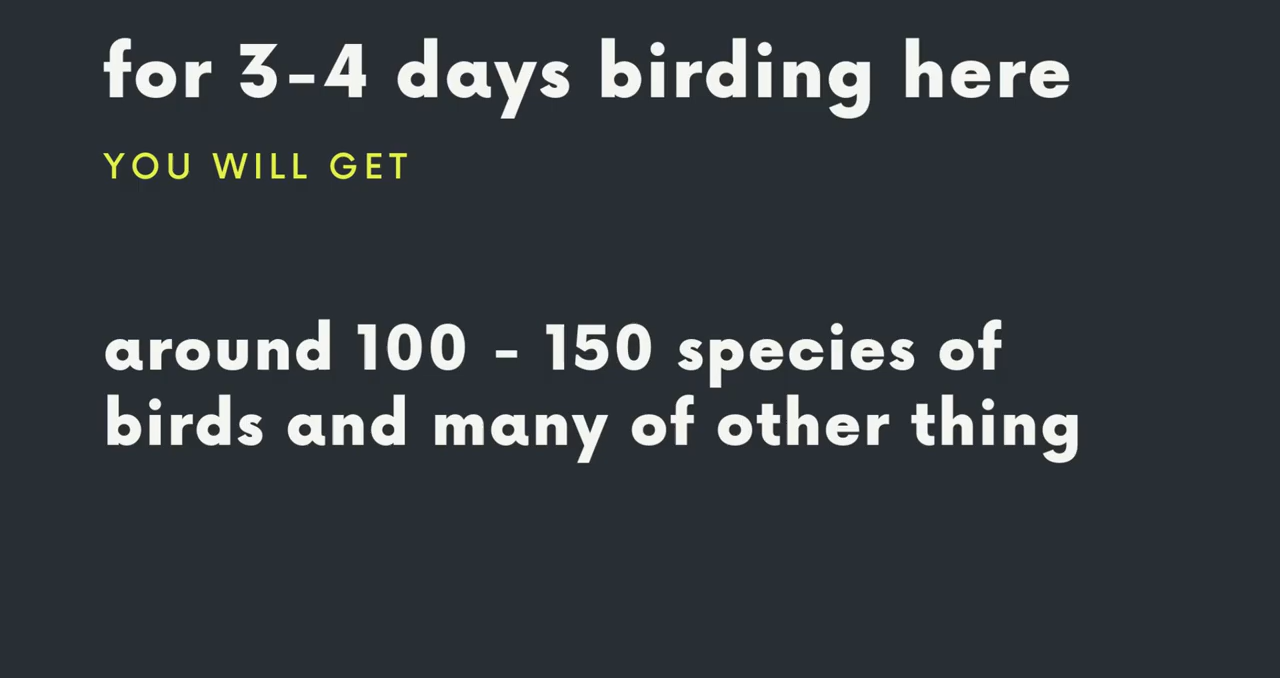 for 3-4 days birding here
YOU WILL GET
around 100 - 150 species of
birds and many of other thing